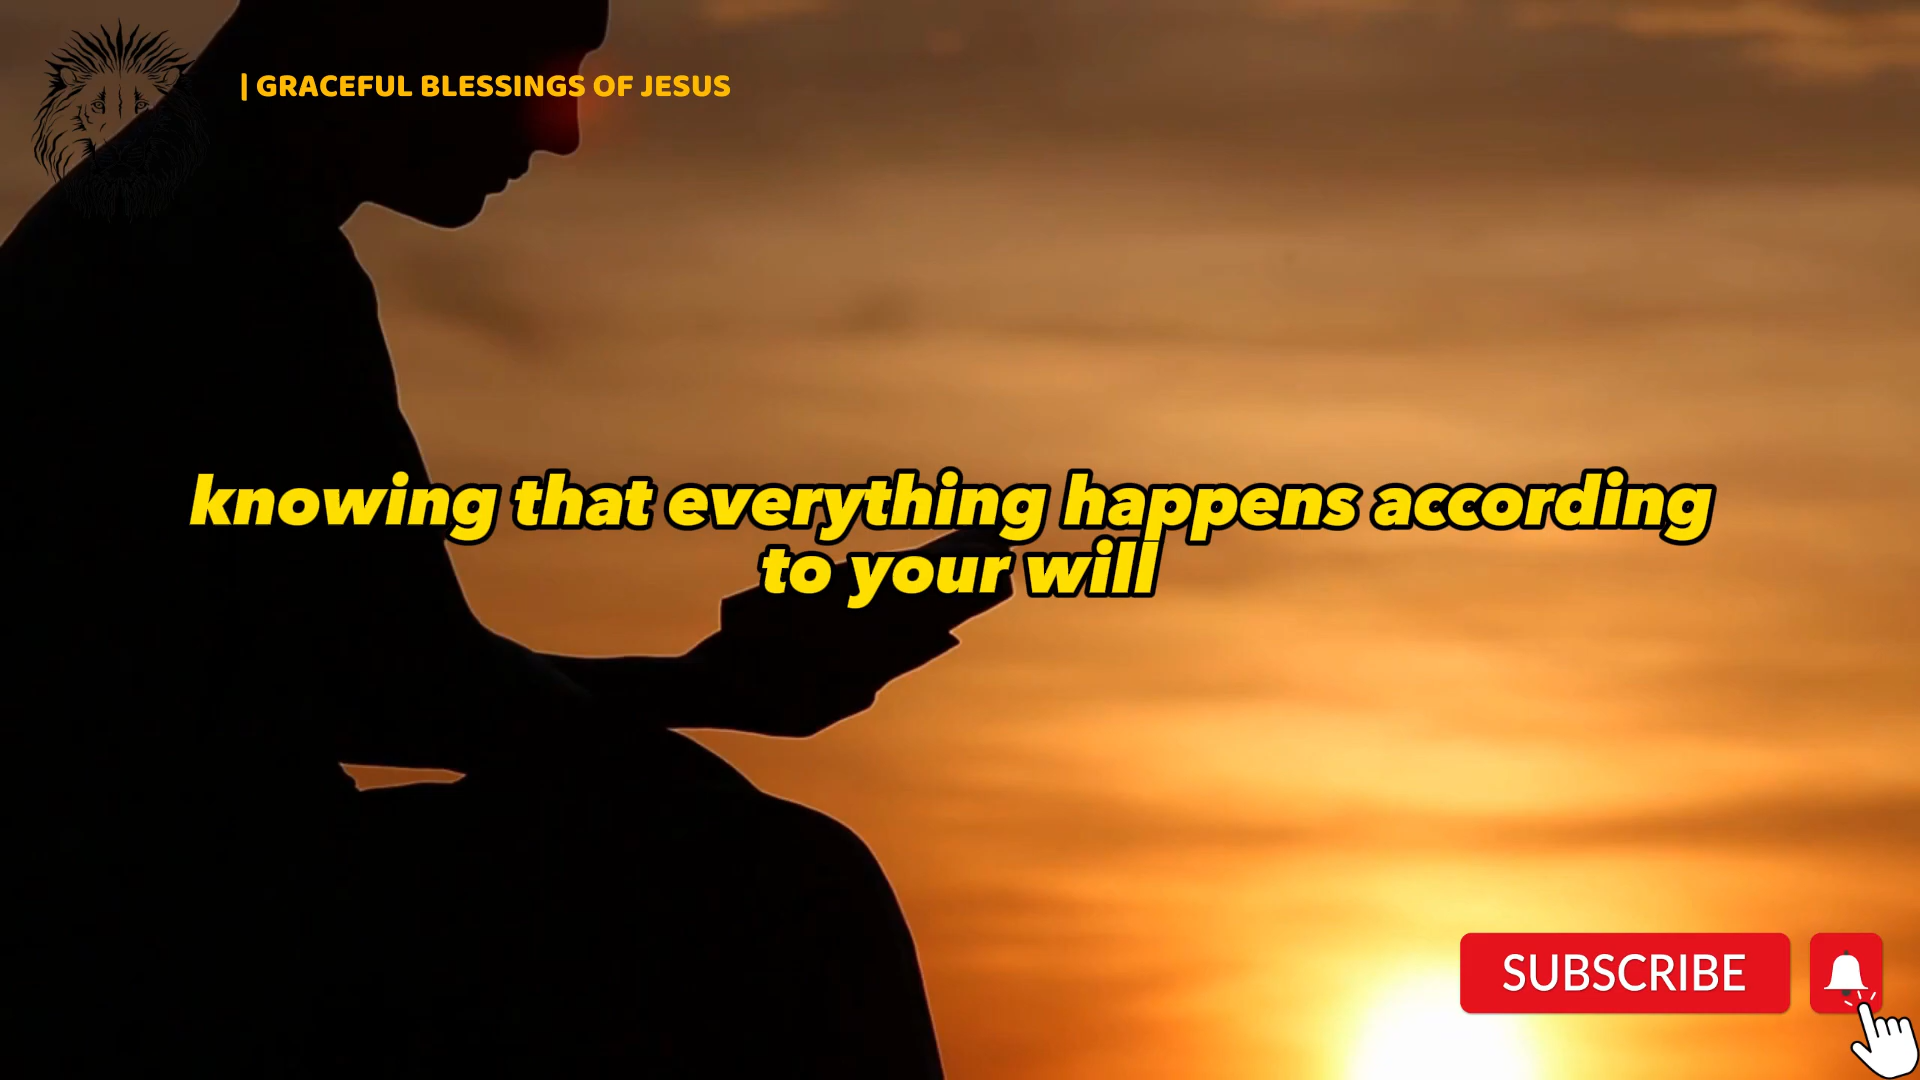 | GRACEFUL BLESSINGS OF JESUS
knowing that everything happens according
to your will
SUBSCRIBE